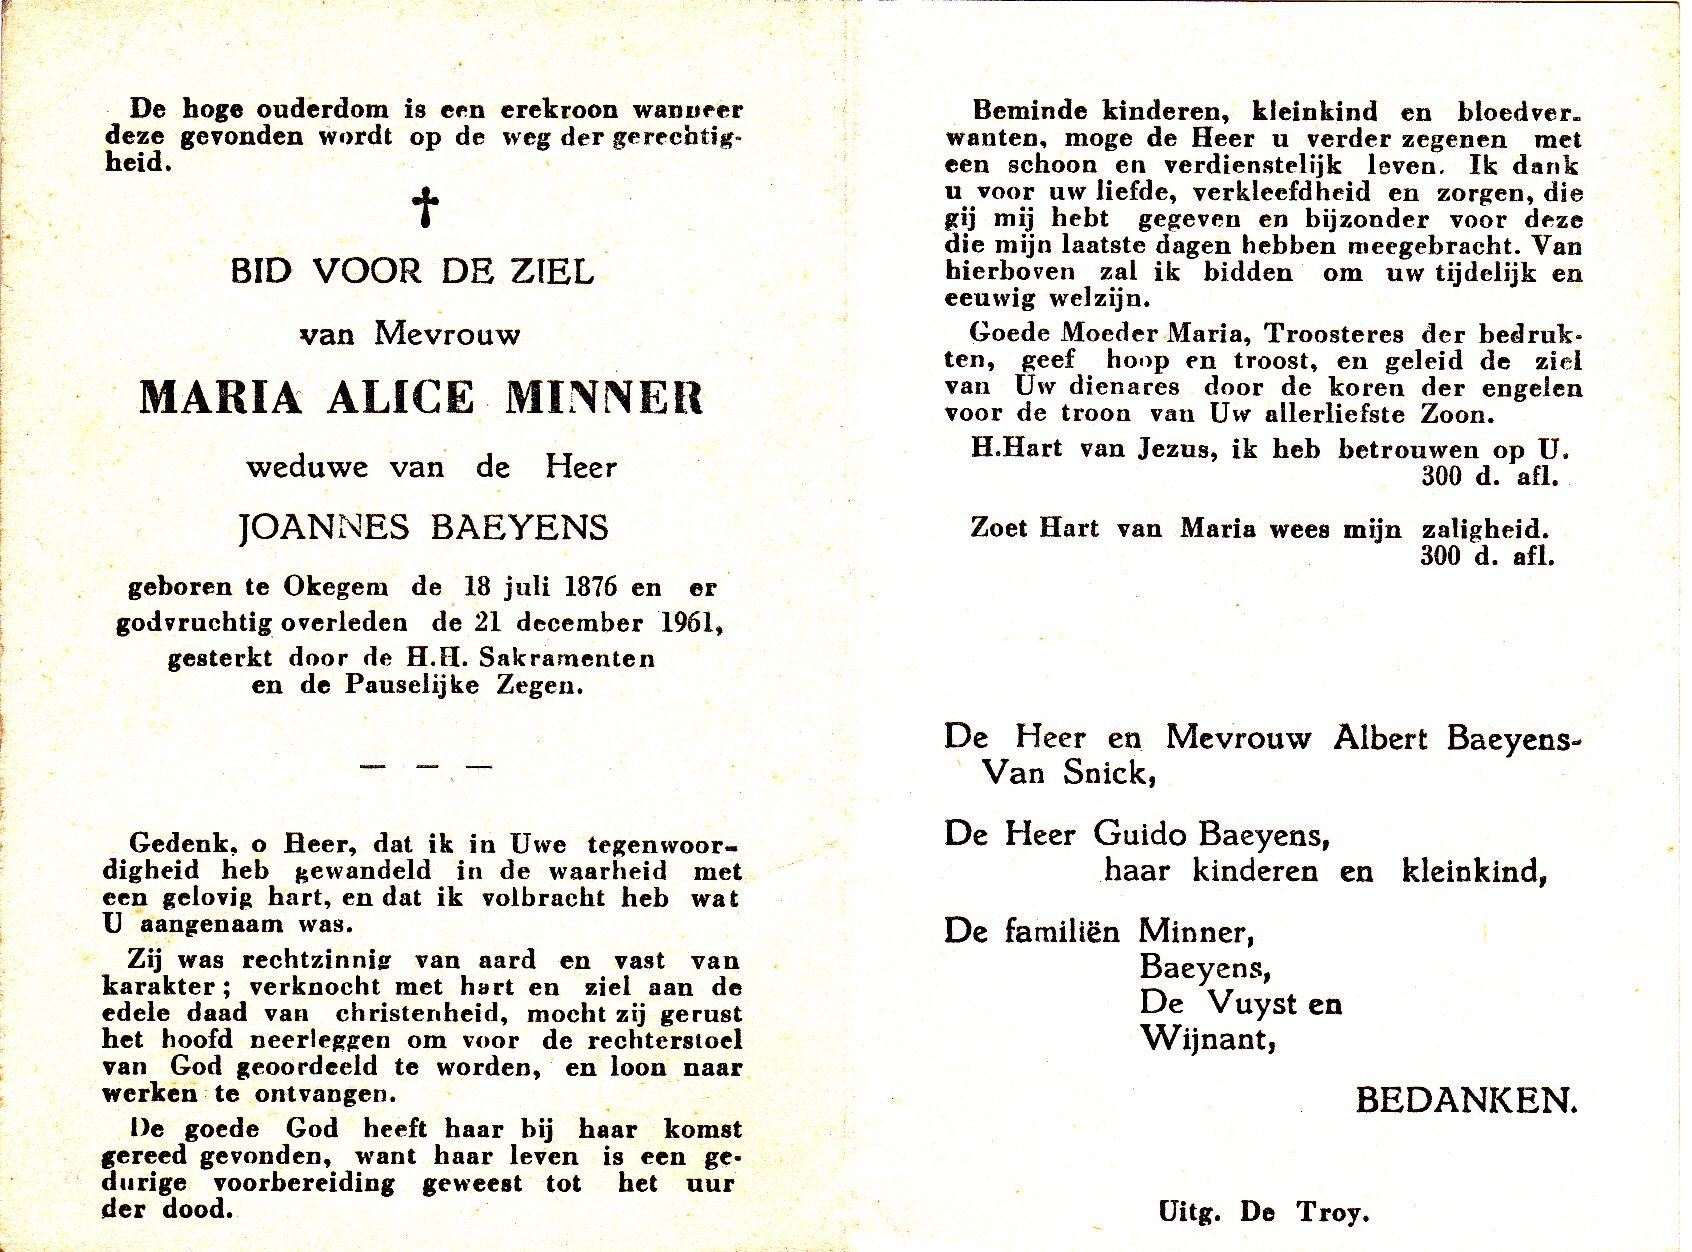 De hoge ouderdom is een erekroon wanneer
deze gevonden wordt op de weg der gerechtig-
heid.
BID VOOR DE ZIEL
van Mevrouw
MARIA ALICE MINNER
weduwe van de Heer
JOANNES BAEYENS
geboren te Okegem de 18 juli 1876 en er
godvruchtig overleden de 21 december 1961,
gesterkt door de H.H. Sakramenten
en de Pauselijke Zegen.
— — —
Gedenk, o Heer, dat ik in Uwe tegenwoor-
digheid heb gewandeld in de waarheid met
een gelovig hart, en dat ik volbracht heb wat
U aangenaam was.
Zij was rechtzinnig van aard en vast van
karakter ; verknocht met hart en ziel aan de
edele daad van christenheid, mocht zij gerust
het hoofd neerleggen om voor de rechterstoel
van God geoordeeld te worden, en loon naar
werken te ontvangen.
De goede God heeft haar bij haar komst
gereed gevonden, want haar leven is een ge-
durige voorbereiding geweest tot het uur
der dood.
Beminde kinderen, kleinkind en bloedver-
wanten, moge de Heer u verder zegenen met
een schoon en verdienstelijk leven. Ik dank
u voor uw liefde, verkleefdheid en zorgen, die
gij mij hebt gegeven en bijzonder voor deze
die mijn laatste dagen hebben meegebracht. Van
hierboven zal ik bidden om uw tijdelijk en
eeuwig welzijn.
Goede Moeder Maria, Troosteres der bedruk-
ten, geef hoop en troost, en geleid de ziel
van Uw dienares door de koren der engelen
voor de troon van Uw allerliefste Zoon.
H.Hart van Jezus, ik heb betrouwen op U.
300 d. afl.
Zoet Hart van Maria wees mijn zaligheid.
300 d. afl.
De Heer en Mevrouw Albert Baeyens-
Van Snick,
De Heer Guido Baeyens,
haar kinderen en kleinkind,
De familiën Minner,
Baeyens,
De Vuyst en
Wijnant,
BEDANKEN.
Uitg. De Troy.